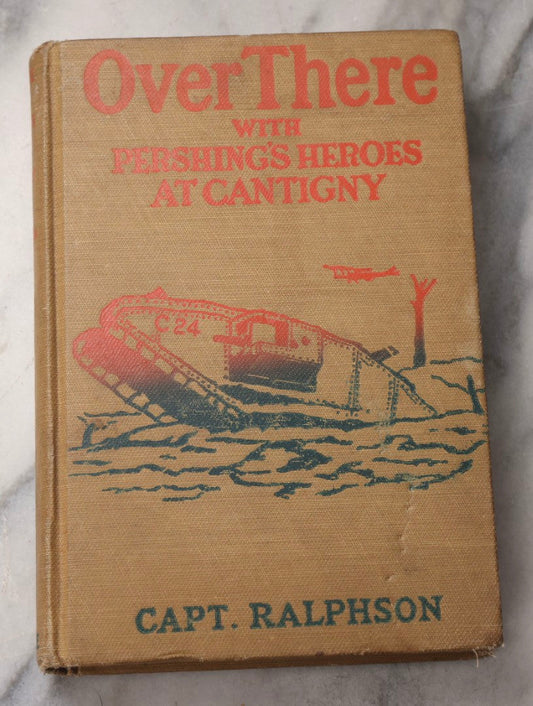 Over There
WITH
PERSHING'S HEROES
AT CANTIGNY
C 24
CAPT. RALPHSON